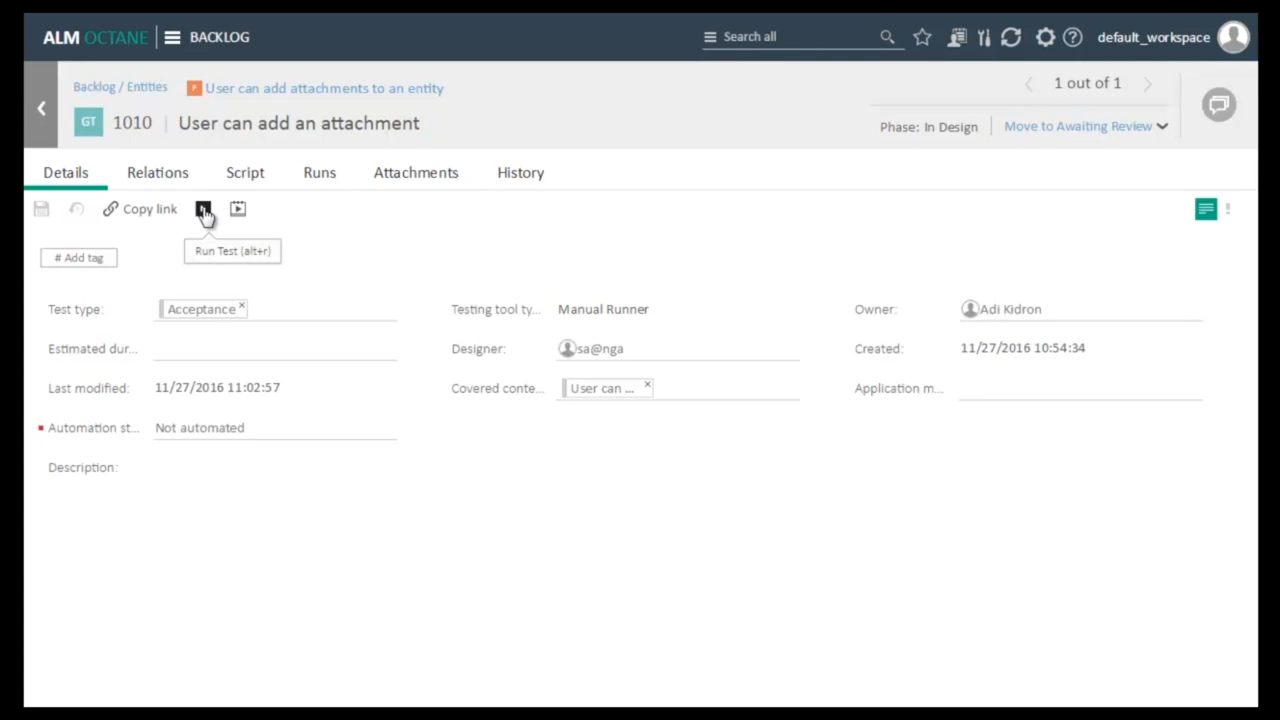 ALM OCTANE BACKLOG Search all default_workspace
Backlog / Entities P User can add attachments to an entity 1 out of 1
GT 1010 User can add an attachment Phase: In Design Move to Awaiting Review
Details Relations Script Runs Attachments History
Copy link
Run Test (alt+r)
# Add tag
Test type: Acceptance Testing tool ty... Manual Runner Owner: Adi Kidron
Estimated dur... Designer: sa@nga Created: 11/27/2016 10:54:34
Last modified: 11/27/2016 11:02:57 Covered conte... User can ... Application m...
Automation st... Not automated
Description: